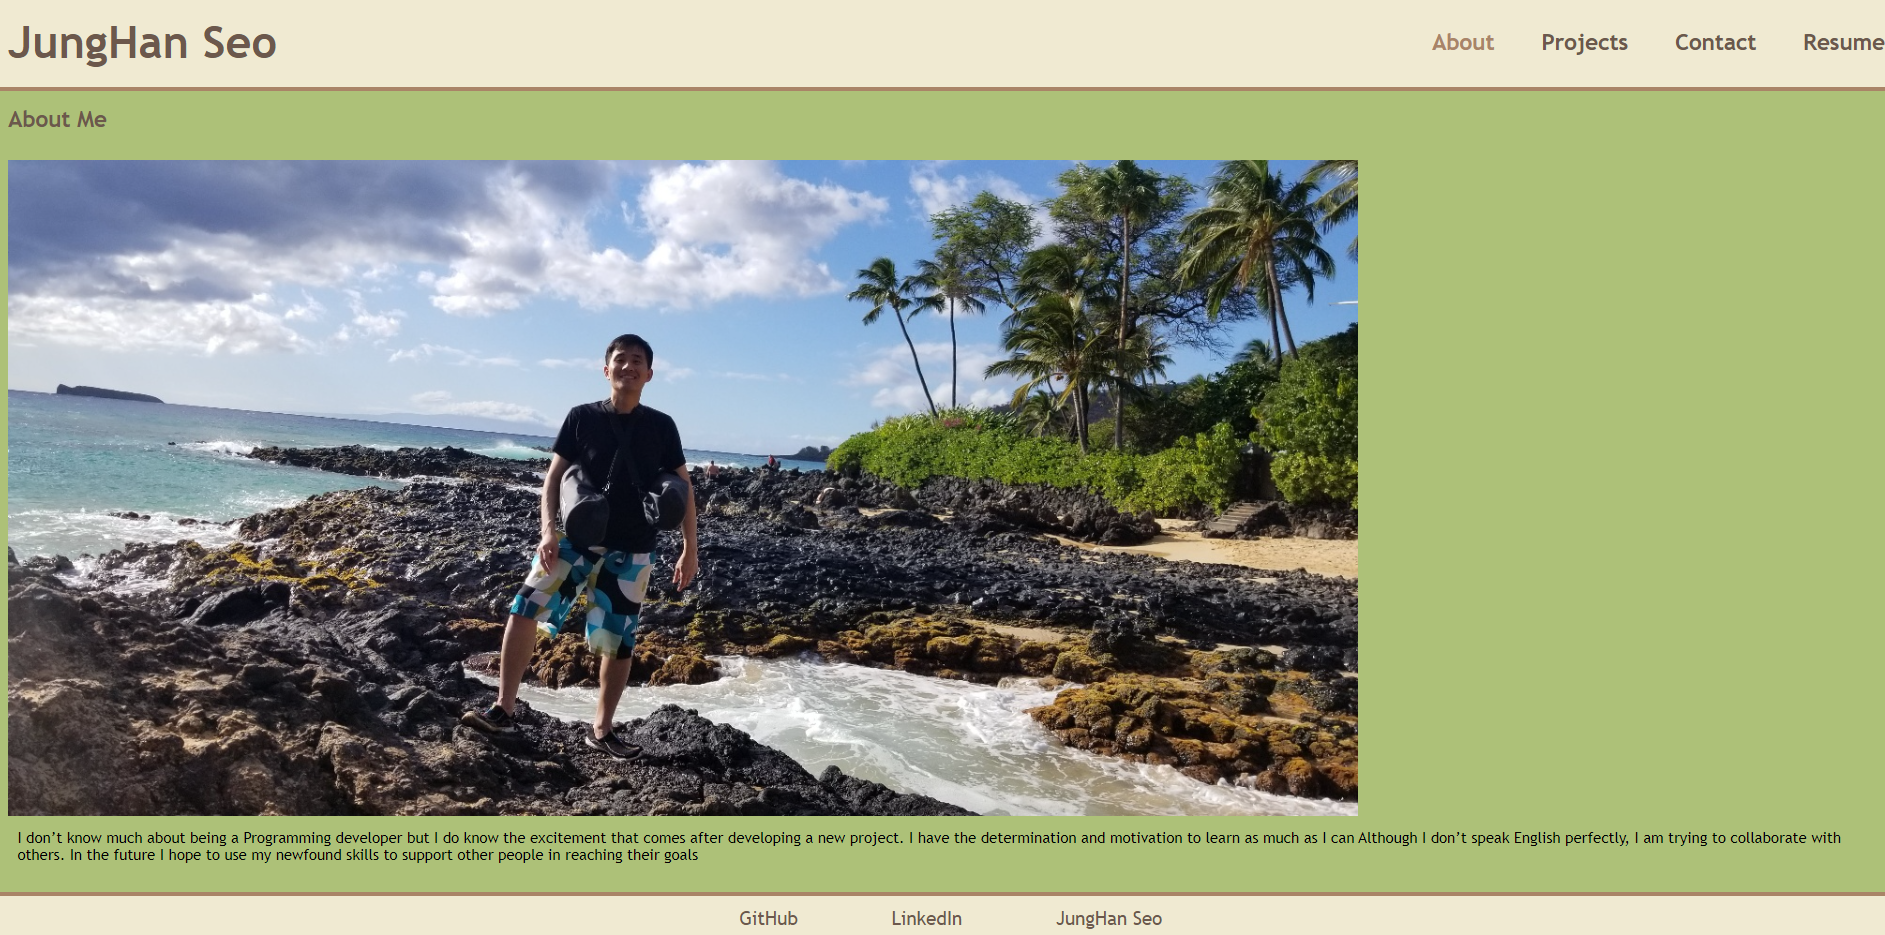 JungHan Seo
About Projects Contact Resume
About Me
I don’t know much about being a Programming developer but I do know the excitement that comes after developing a new project. I have the determination and motivation to learn as much as I can Although I don’t speak English perfectly, I am trying to collaborate with
others. In the future I hope to use my newfound skills to support other people in reaching their goals
GitHub LinkedIn JungHan Seo